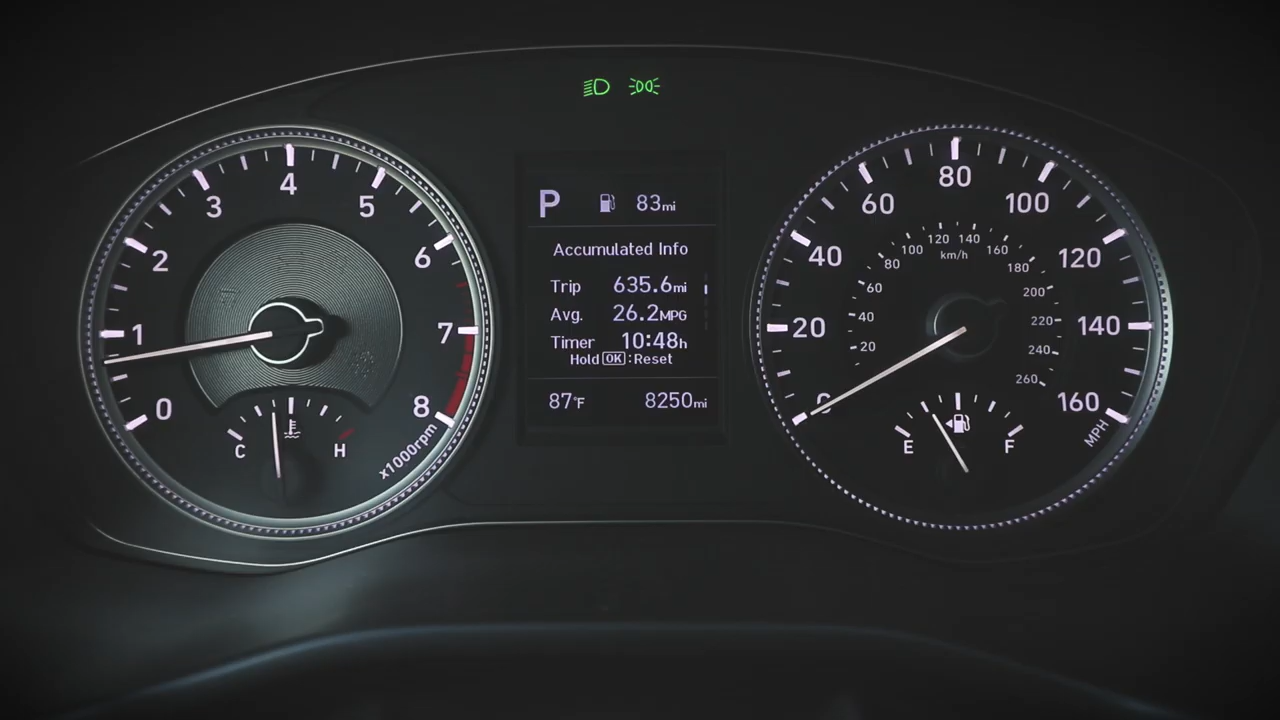 P 83mi
Accumulated Info
Trip 635.6mi
Avg. 26.2MPG
Timer 10:48h
Hold OK :Reset
87°F 8250mi
0 1 2 3 4 5 6 7 8
x1000rpm
C H
0 20 40 60 80 100 120 140 160
MPH
20 40 60 80 100 120 140 160 180 200 220 240 260
km/h
E F